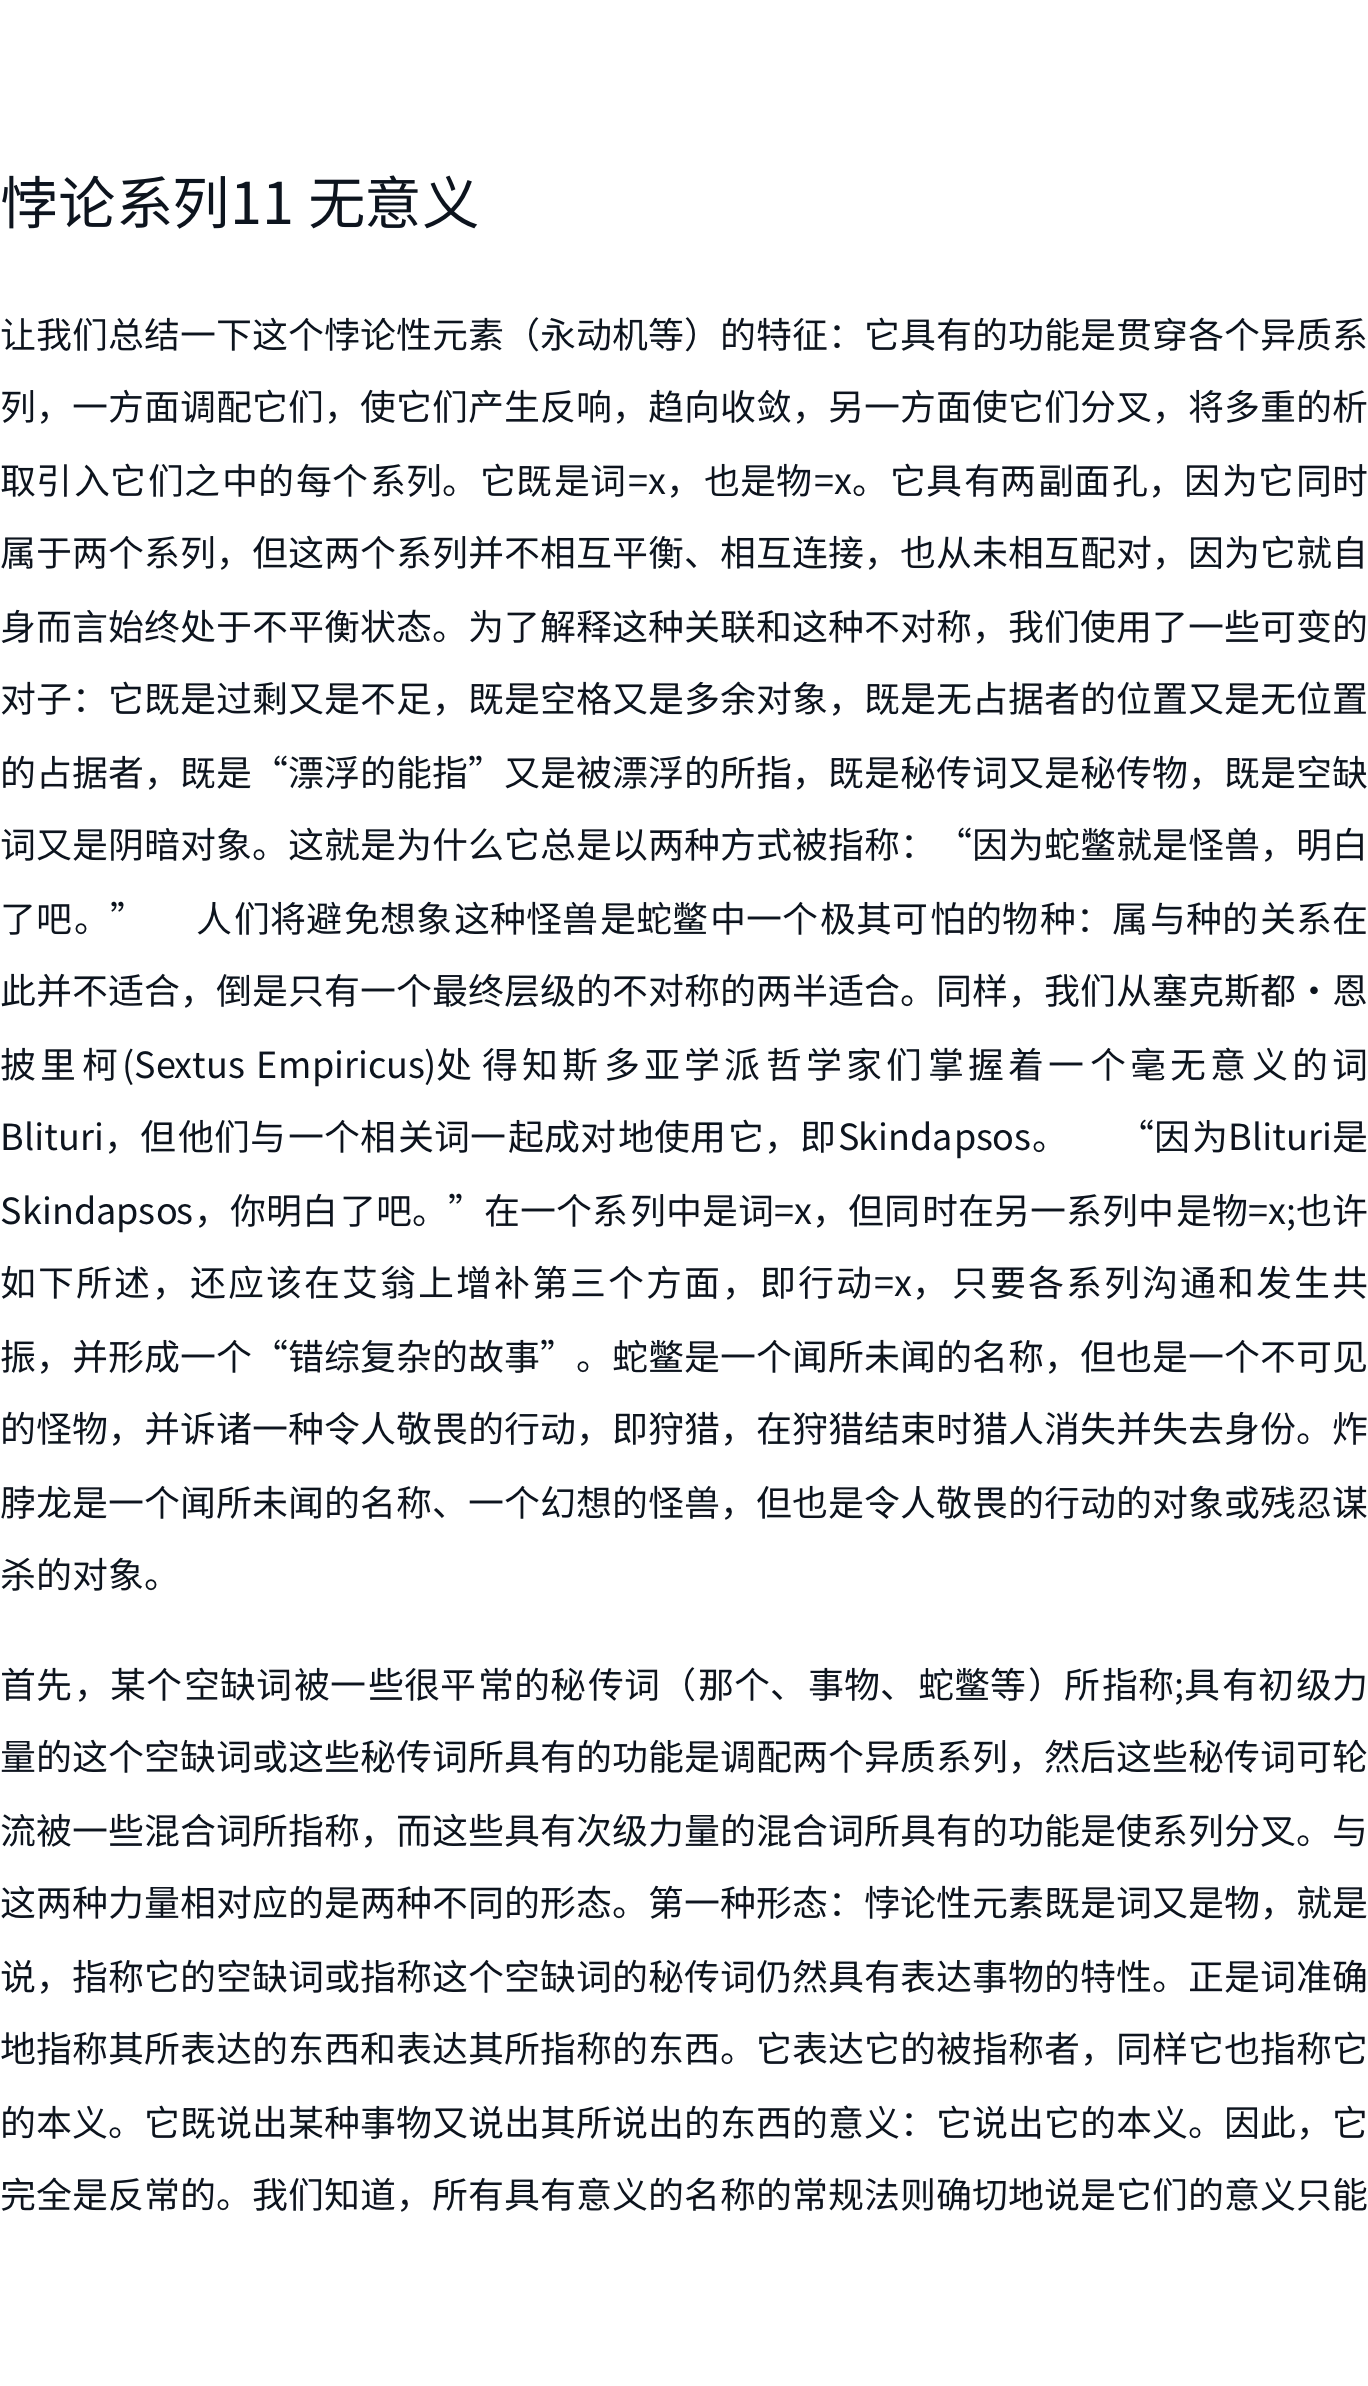 悖论系列11 无意义
让我们总结一下这个悖论性元素（永动机等）的特征：它具有的功能是贯穿各个异质系
列，一方面调配它们，使它们产生反响，趋向收敛，另一方面使它们分叉，将多重的析
取引入它们之中的每个系列。它既是词=x，也是物=x。它具有两副面孔，因为它同时
属于两个系列，但这两个系列并不相互平衡、相互连接，也从未相互配对，因为它就自
身而言始终处于不平衡状态。为了解释这种关联和这种不对称，我们使用了一些可变的
对子：它既是过剩又是不足，既是空格又是多余对象，既是无占据者的位置又是无位置
的占据者，既是“漂浮的能指”又是被漂浮的所指，既是秘传词又是秘传物，既是空缺
词又是阴暗对象。这就是为什么它总是以两种方式被指称：“因为蛇鳖就是怪兽，明白
了吧。”　　人们将避免想象这种怪兽是蛇鳖中一个极其可怕的物种：属与种的关系在
此并不适合，倒是只有一个最终层级的不对称的两半适合。同样，我们从塞克斯都・恩
披里柯(Sextus Empiricus)处 得知斯多亚学派哲学家们掌握着一个毫无意义的词
Blituri，但他们与一个相关词一起成对地使用它，即Skindapsos。　　“因为Blituri是
Skindapsos，你明白了吧。”在一个系列中是词=x，但同时在另一系列中是物=x;也许
如下所述，还应该在艾翁上增补第三个方面，即行动=x，只要各系列沟通和发生共
振，并形成一个“错综复杂的故事”。蛇鳖是一个闻所未闻的名称，但也是一个不可见
的怪物，并诉诸一种令人敬畏的行动，即狩猎，在狩猎结束时猎人消失并失去身份。炸
脖龙是一个闻所未闻的名称、一个幻想的怪兽，但也是令人敬畏的行动的对象或残忍谋
杀的对象。
首先，某个空缺词被一些很平常的秘传词（那个、事物、蛇鳖等）所指称;具有初级力
量的这个空缺词或这些秘传词所具有的功能是调配两个异质系列，然后这些秘传词可轮
流被一些混合词所指称，而这些具有次级力量的混合词所具有的功能是使系列分叉。与
这两种力量相对应的是两种不同的形态。第一种形态：悖论性元素既是词又是物，就是
说，指称它的空缺词或指称这个空缺词的秘传词仍然具有表达事物的特性。正是词准确
地指称其所表达的东西和表达其所指称的东西。它表达它的被指称者，同样它也指称它
的本义。它既说出某种事物又说出其所说出的东西的意义：它说出它的本义。因此，它
完全是反常的。我们知道，所有具有意义的名称的常规法则确切地说是它们的意义只能